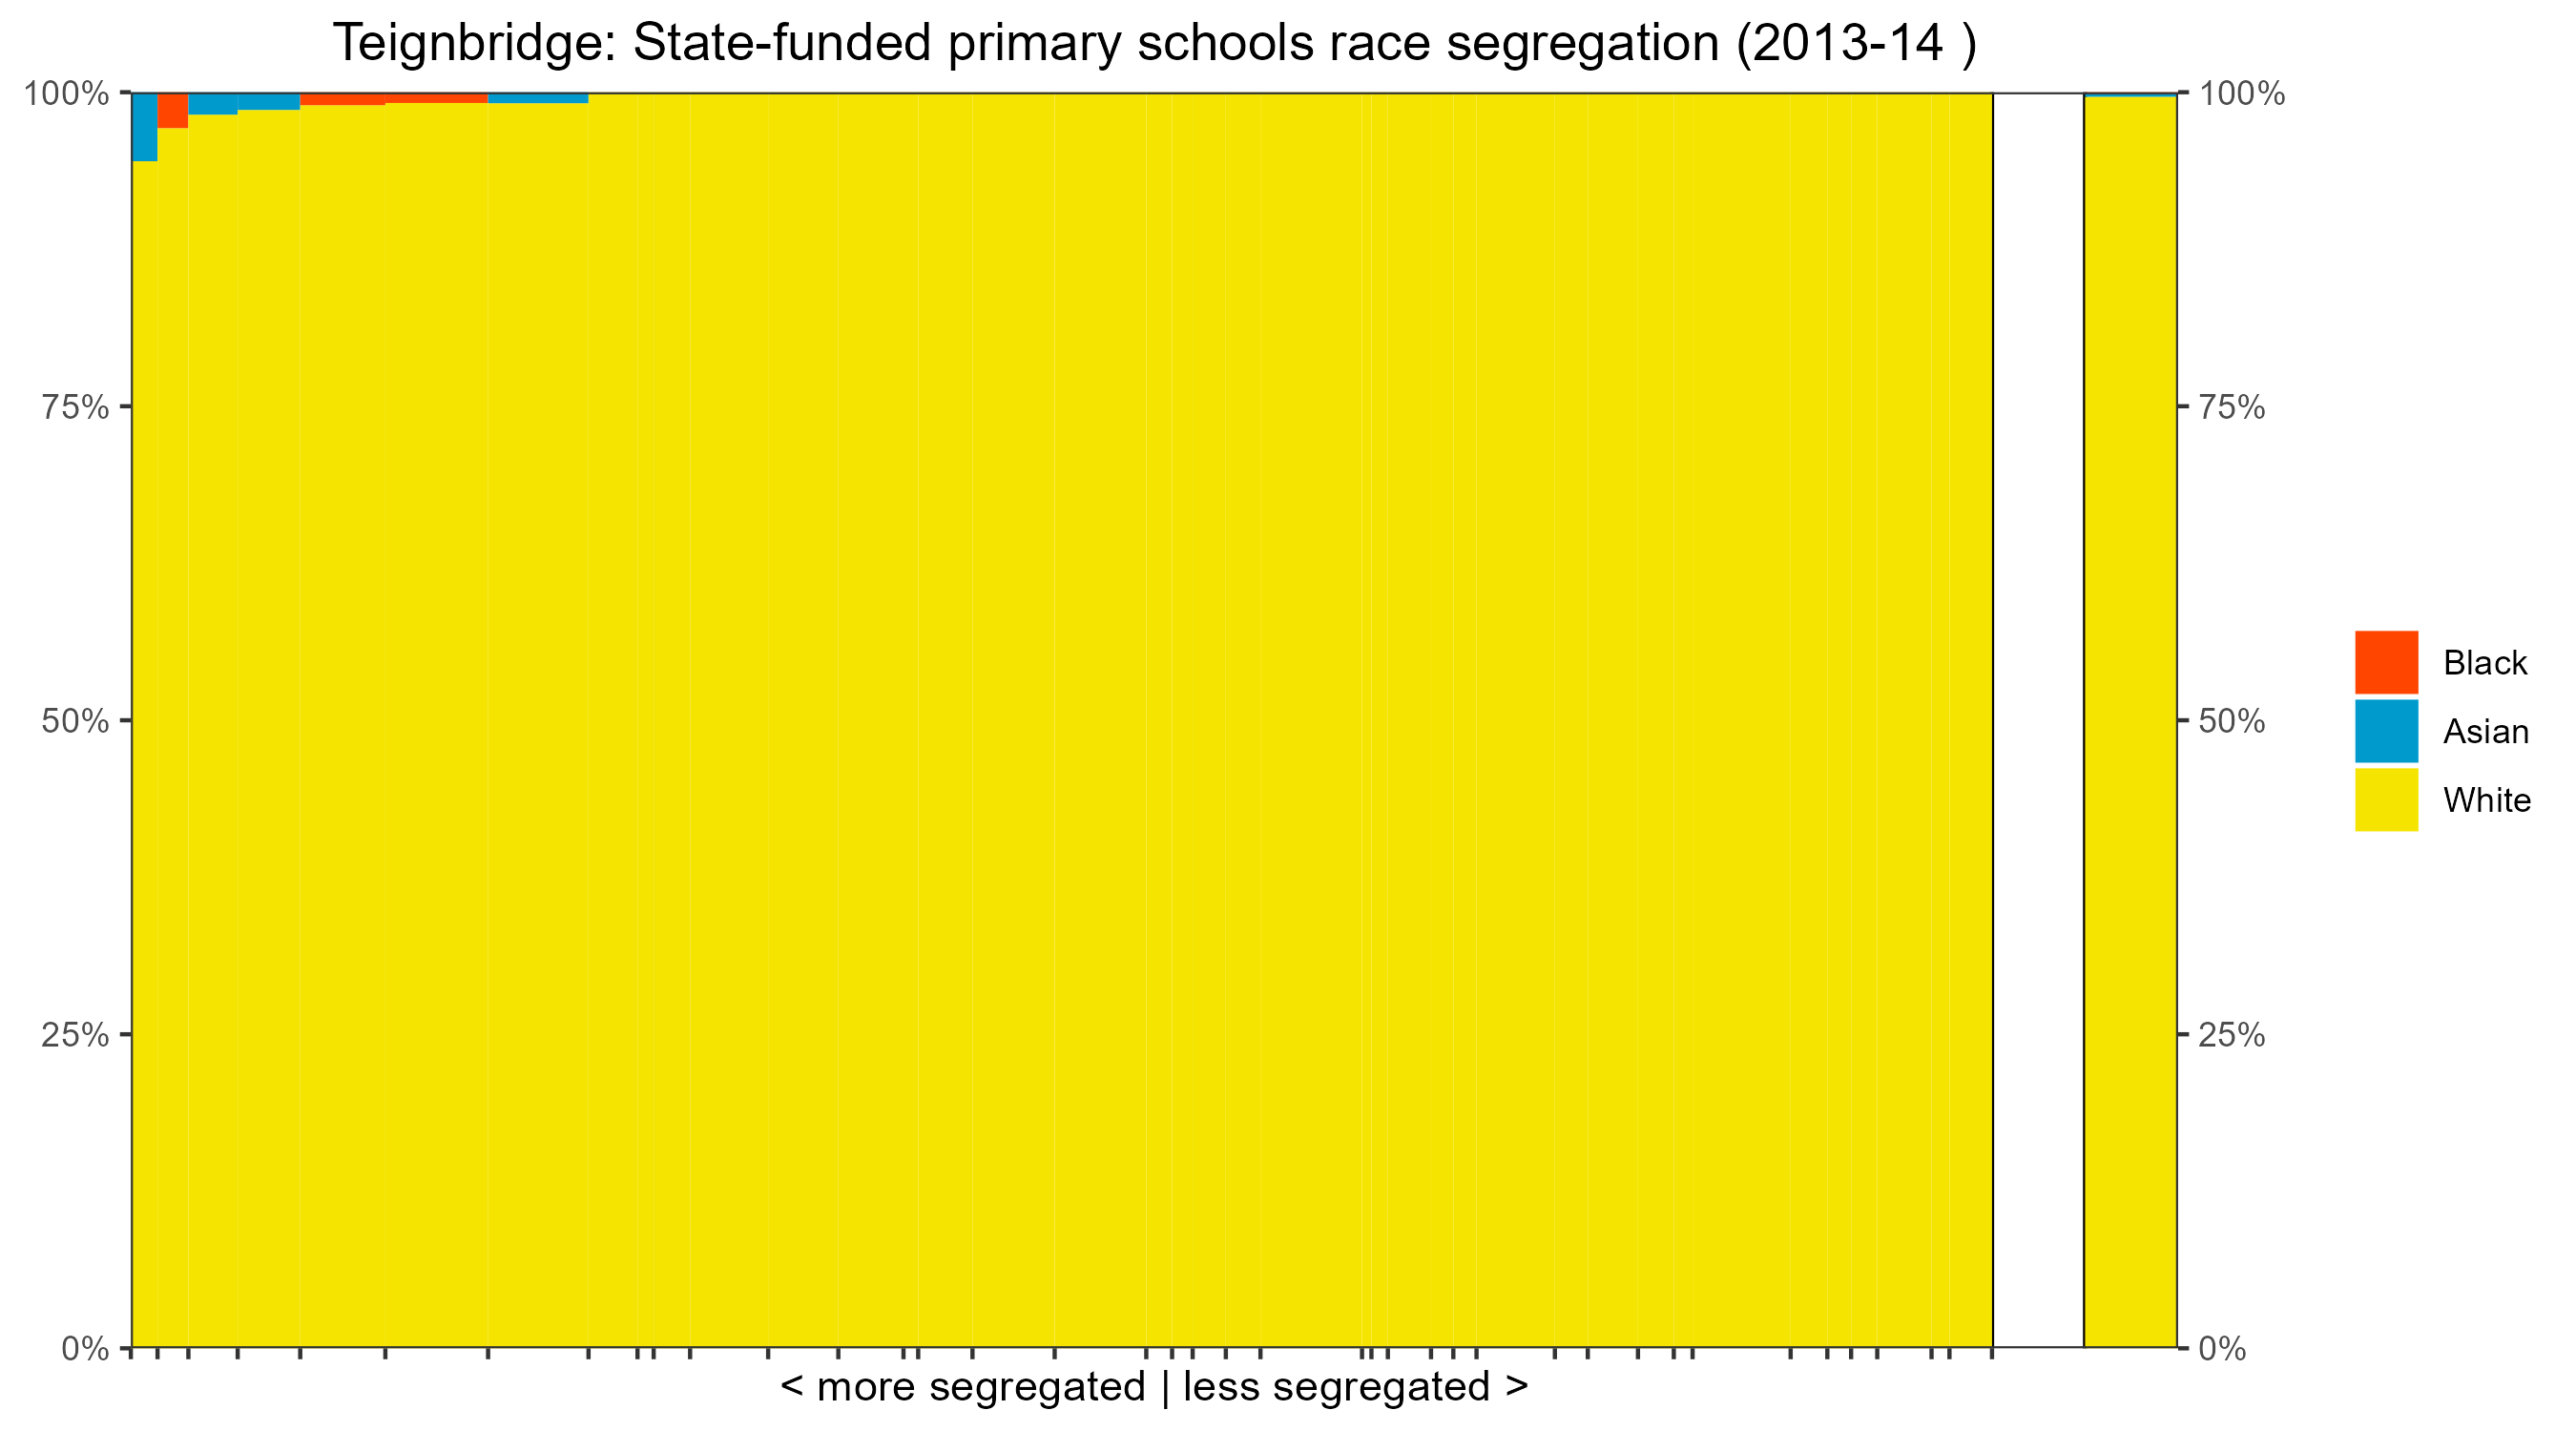 Teignbridge: State-funded primary schools race segregation (2013-14 )
100%
75%
50%
25%
0%
100%
75%
50%
25%
0%
Black
Asian
White
< more segregated | less segregated >